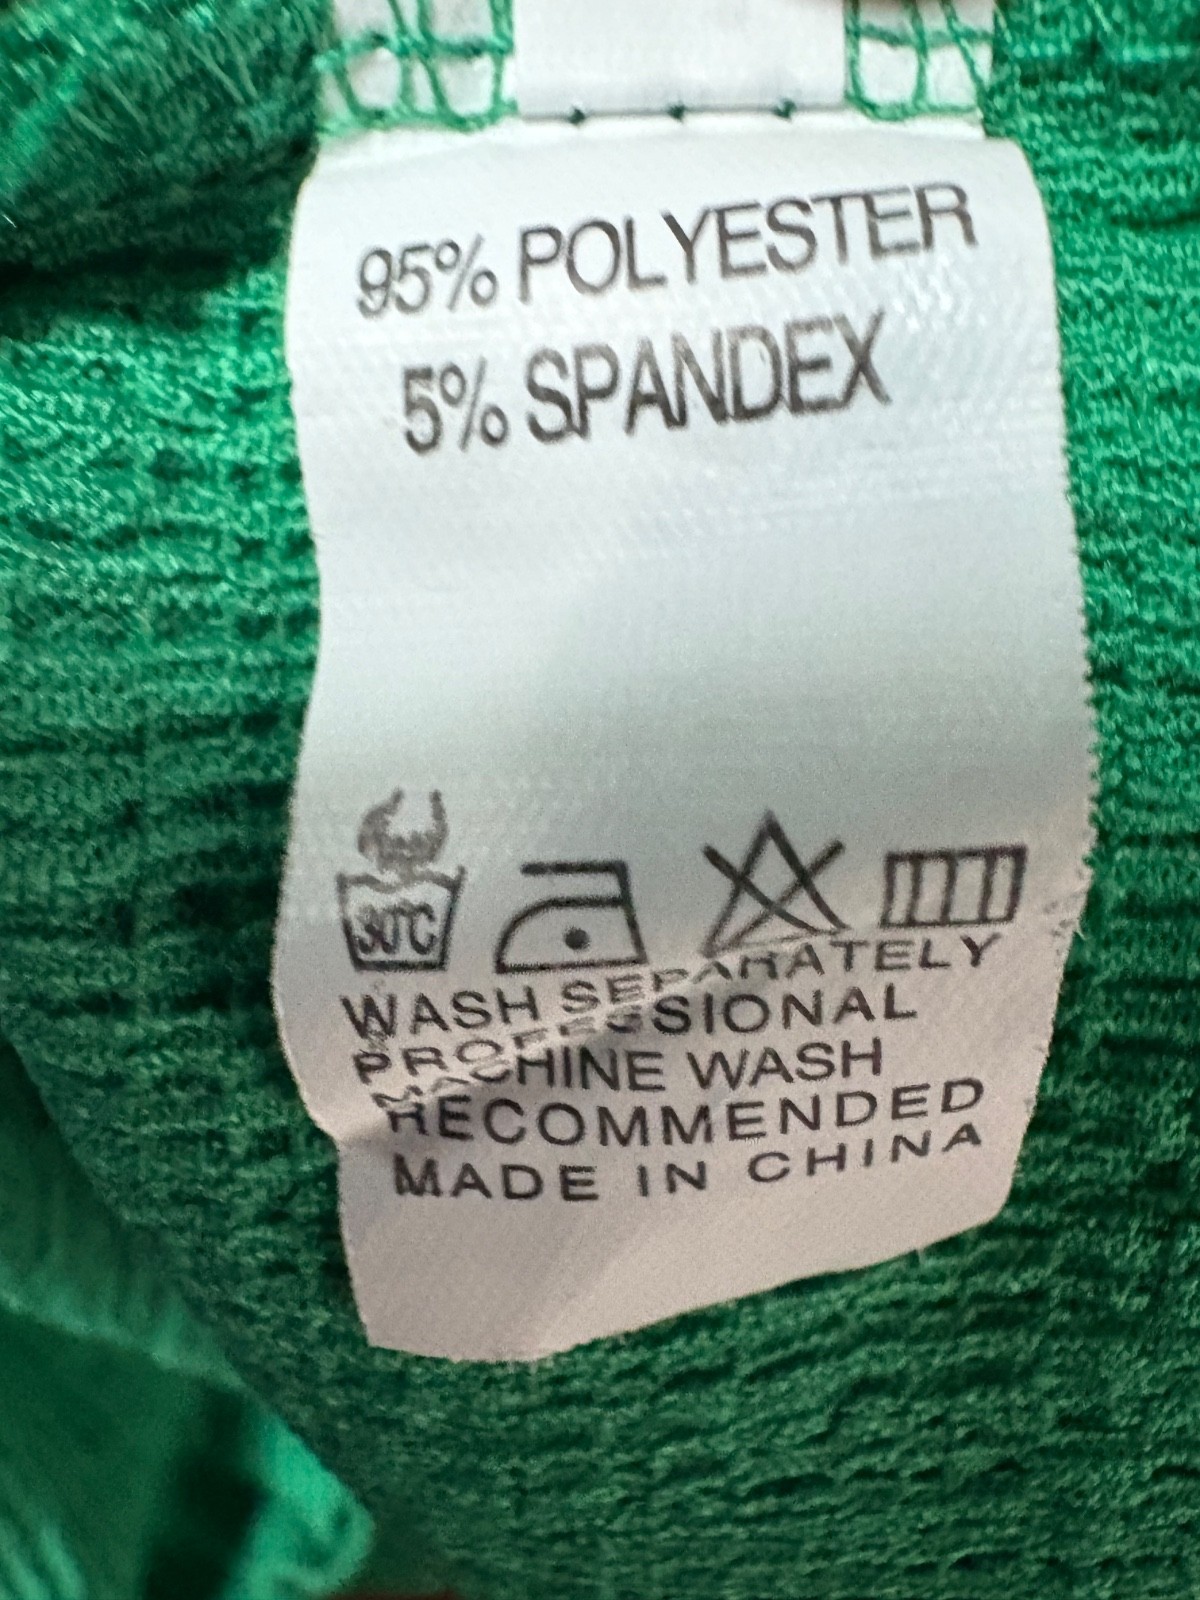 95% POLYESTER
5% SPANDEX
30°C
WASH SEPARATELY
PROFESSIONAL
MACHINE WASH
RECOMMENDED
MADE IN CHINA